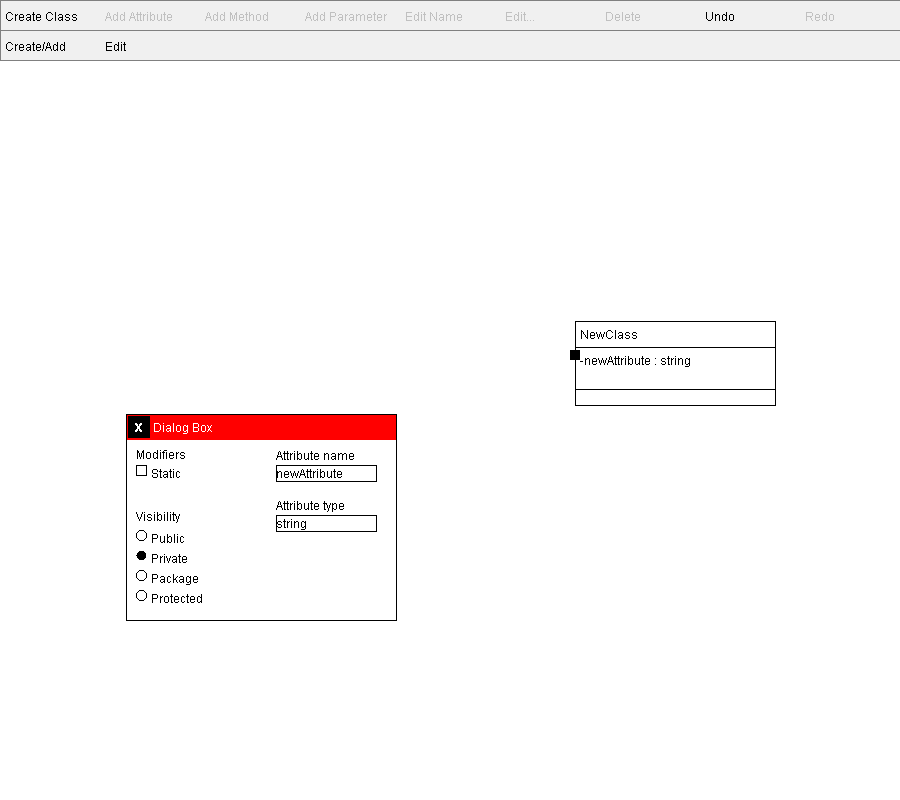 Create Class Add Attribute Add Method Add Parameter Edit Name Edit... Delete Undo Redo
Create/Add Edit
NewClass
-newAttribute : string
X Dialog Box
Modifiers
Static
Visibility
Public
Private
Package
Protected
Attribute name
newAttribute
Attribute type
string